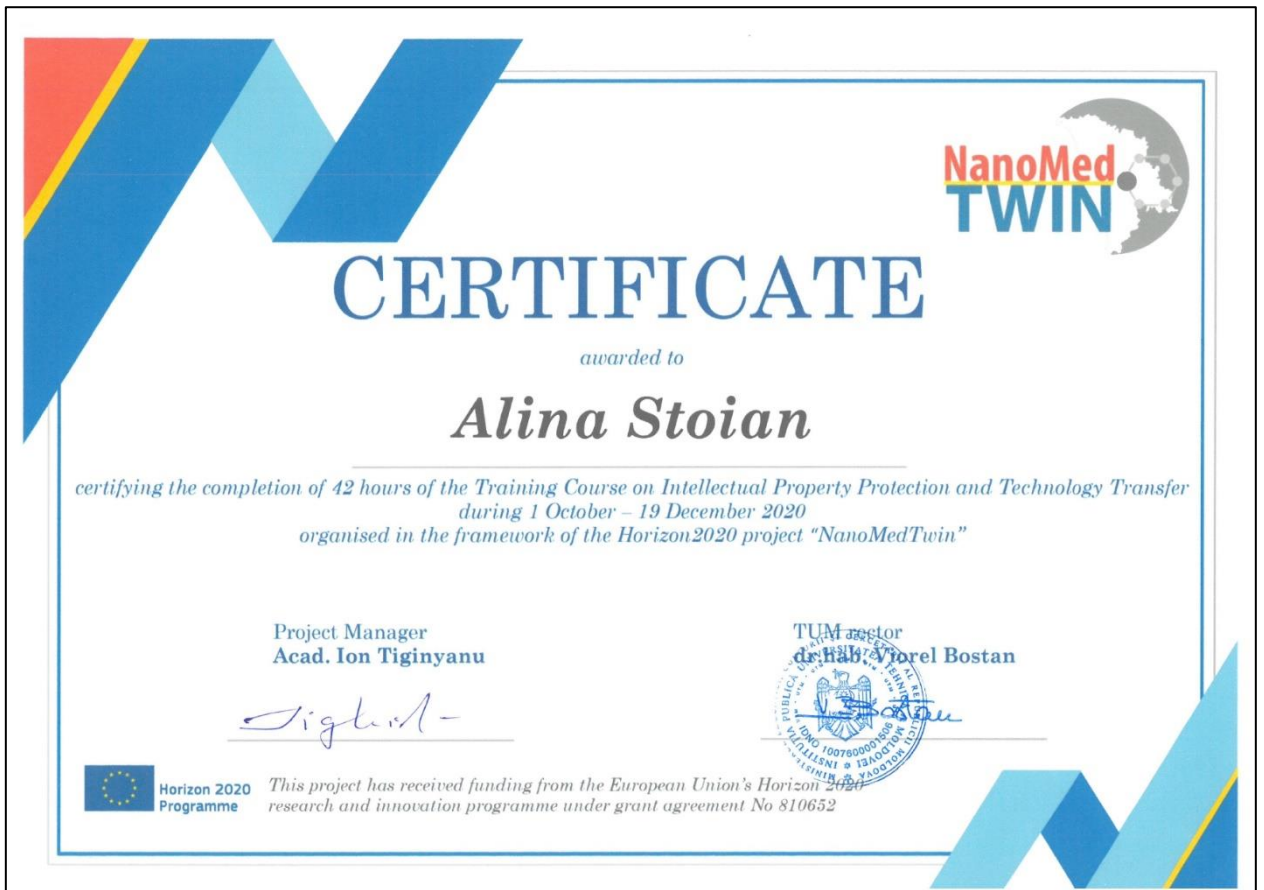 NanoMed
TWIN
CERTIFICATE
awarded to
Alina Stoian
certifying the completion of 42 hours of the Training Course on Intellectual Property Protection and Technology Transfer
during 1 October – 19 December 2020
organised in the framework of the Horizon2020 project “NanoMedTwin”
Project Manager
Acad. Ion Tiginyanu
TUM rector
dr.hab. Viorel Bostan
IDNO 1007600001506
Horizon 2020
Programme
This project has received funding from the European Union's Horizon 2020
research and innovation programme under grant agreement No 810652